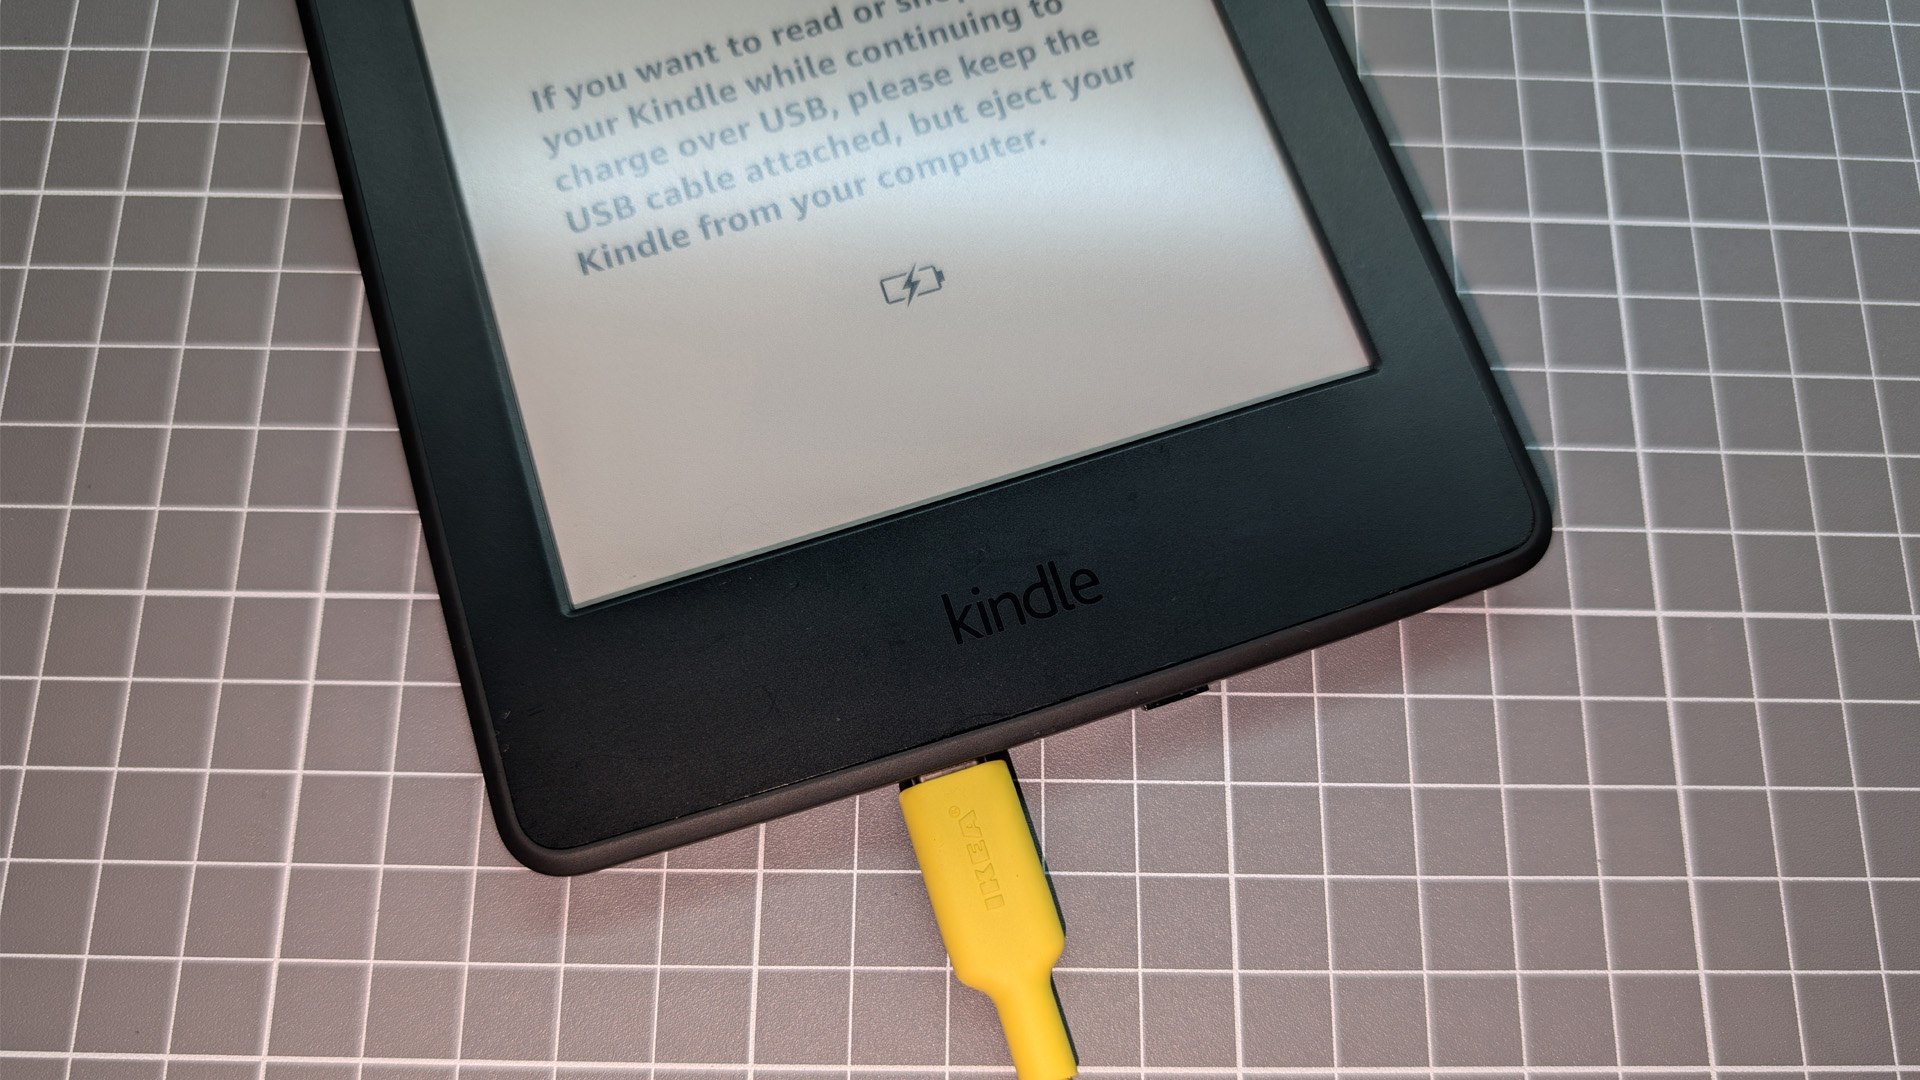 If you want to read or
your Kindle while continuing to
charge over USB, please keep the
USB cable attached, but eject your
Kindle from your computer.
kindle
IKEA®